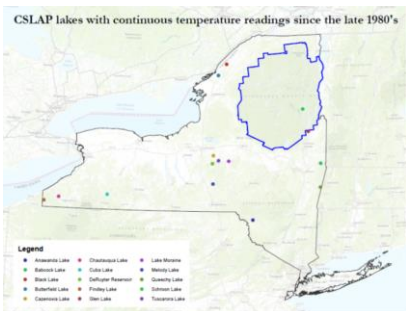 CSLAP lakes with continuous temperature readings since the late 1980's
Legend
Anawanda Lake
Chautauqua Lake
Lake Moraine
Babcock Lake
Cuba Lake
Melody Lake
Black Lake
DeRuyter Reservoir
Queechy Lake
Butterfield Lake
Findley Lake
Schroon Lake
Cazenovia Lake
Glen Lake
Tuscarora Lake